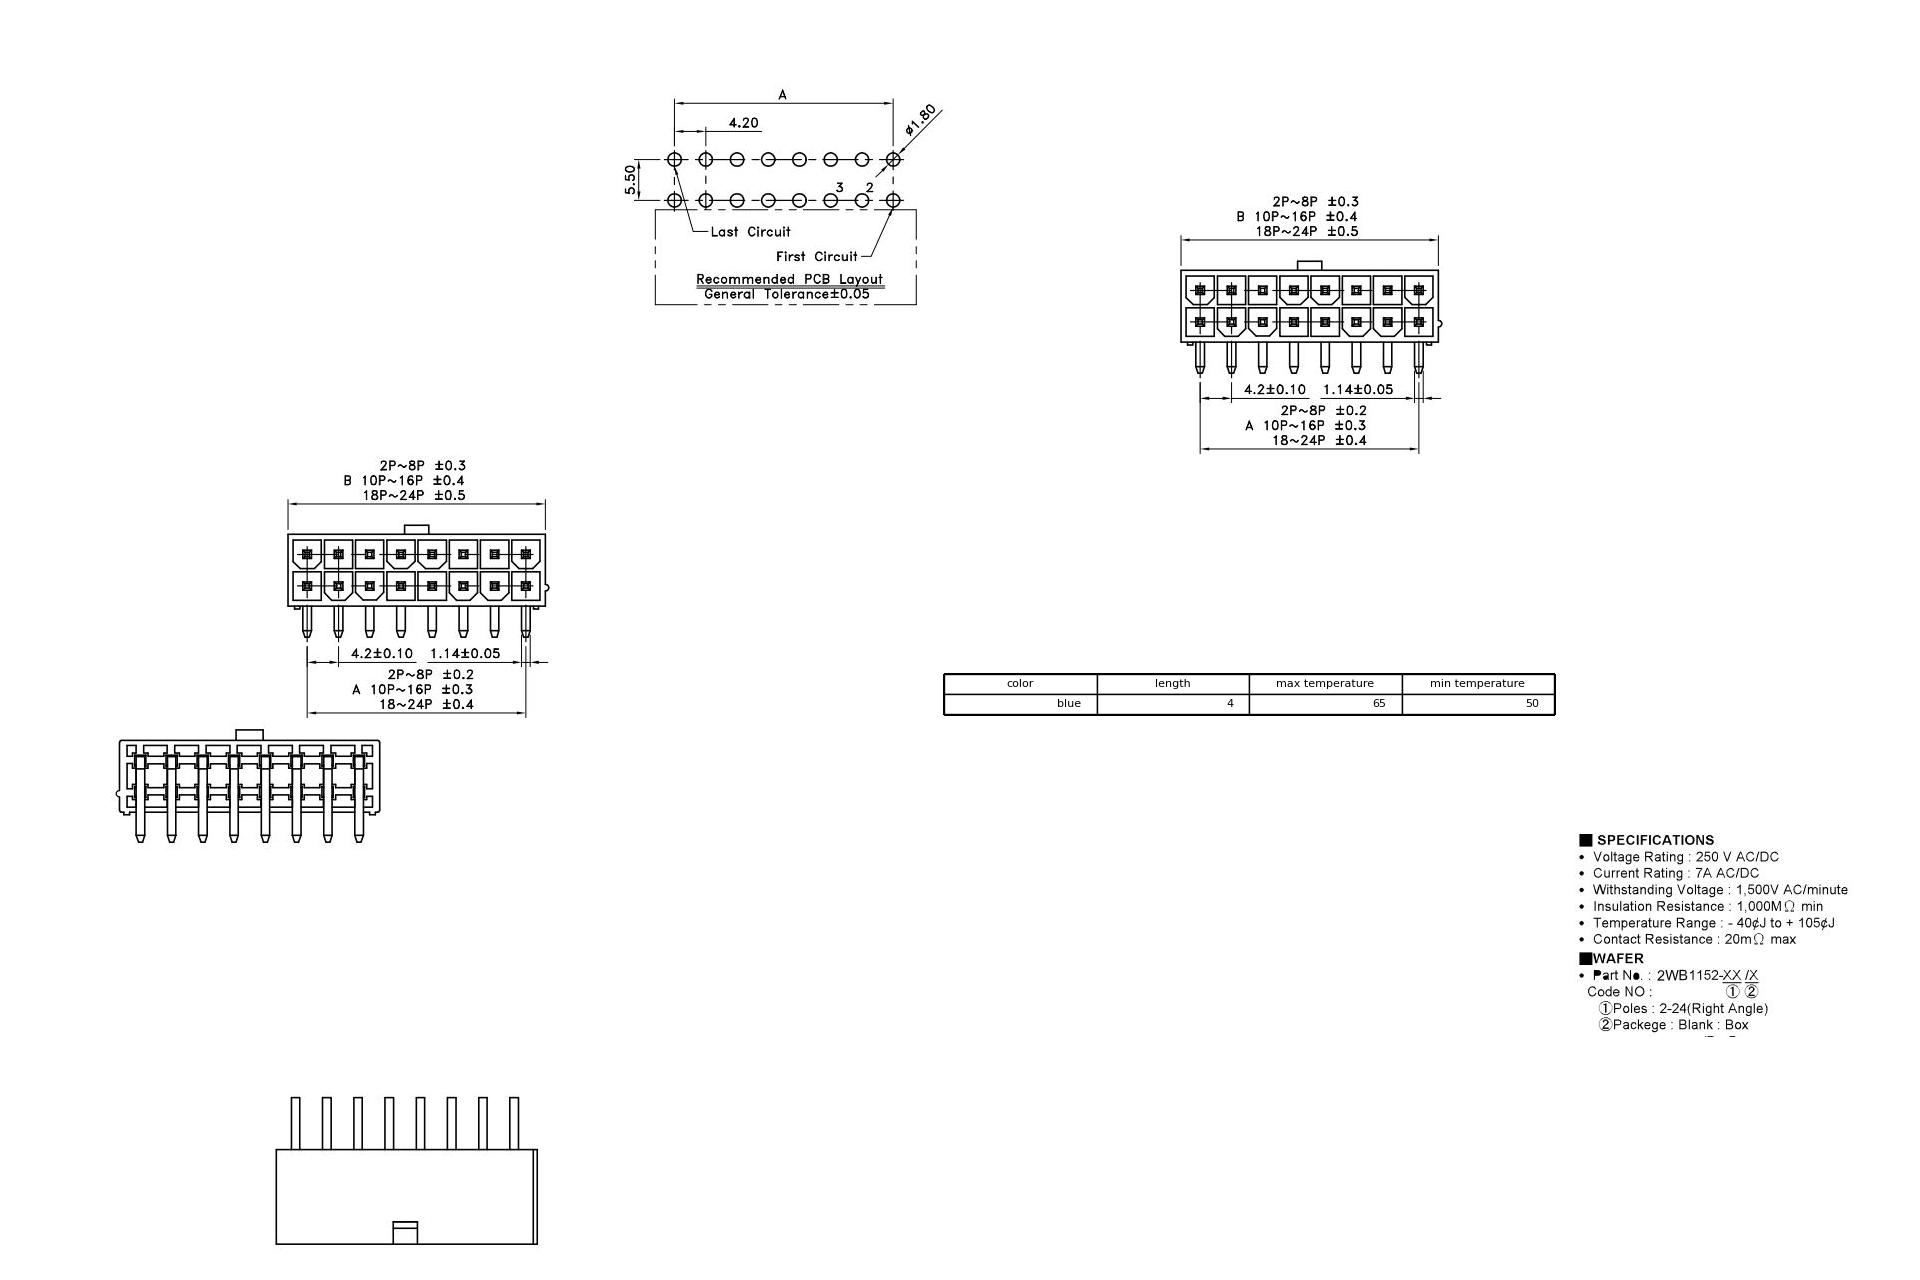 A
4.20
ø1.80
5.50
3 2
Last Circuit
First Circuit
Recommended PCB Layout
General Tolerance±0.05
2P~8P ±0.3
B 10P~16P ±0.4
18P~24P ±0.5
4.2±0.10 1.14±0.05
2P~8P ±0.2
A 10P~16P ±0.3
18~24P ±0.4
2P~8P ±0.3
B 10P~16P ±0.4
18P~24P ±0.5
4.2±0.10 1.14±0.05
2P~8P ±0.2
A 10P~16P ±0.3
18~24P ±0.4
color length max temperature min temperature
blue 4 65 50
■ SPECIFICATIONS
• Voltage Rating : 250 V AC/DC
• Current Rating : 7A AC/DC
• Withstanding Voltage : 1,500V AC/minute
• Insulation Resistance : 1,000MΩ min
• Temperature Range : - 40¢J to + 105¢J
• Contact Resistance : 20mΩ max
■WAFER
• Part No. : 2WB1152-XX /X
Code NO : ① ②
①Poles : 2-24(Right Angle)
②Packege : Blank : Box